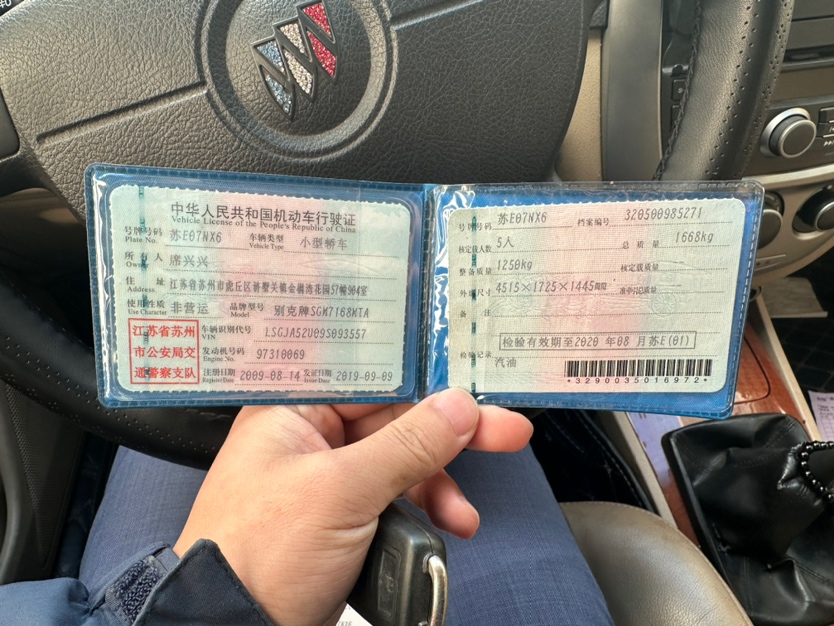 中华人民共和国机动车行驶证
Vehicle License of the People's Republic of China
号牌号码 苏E07NX6 车辆类型 小型轿车
Plate No. Vehicle Type
所有人 席兴兴
Owner
住址 江苏省苏州市虎丘区浒墅关镇金榈湾花园57幢904室
Address
使用性质 非营运 品牌型号 别克牌SGK7168KTA
Use Character Model
江苏省苏州
市公安局交
通警察支队
车辆识别代号 LSGJA52U09S093557
VIN
发动机号码 97310069
Engine No.
注册日期 2009-08-14 发证日期 2019-09-09
Register Date Issue Date
号牌号码 苏E07NX6 档案编号 320500985271
核定载人数 5人 总质量 1668kg
整备质量 1250kg 核定载质量
外廓尺寸 4515×1725×1445mm 准牵引总质量
备注
检验有效期至2020年08月苏E(01)
检验记录
汽油
*3290035016972*